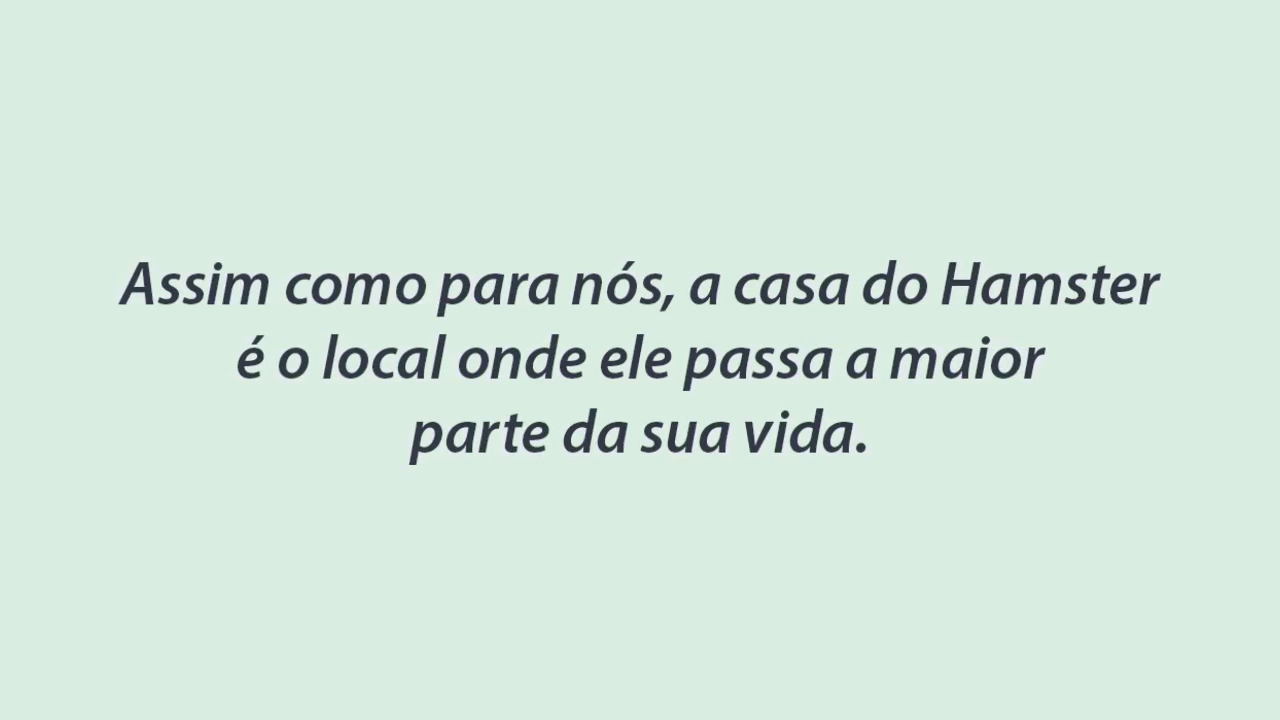 Assim como para nós, a casa do Hamster
é o local onde ele passa a maior
parte da sua vida.